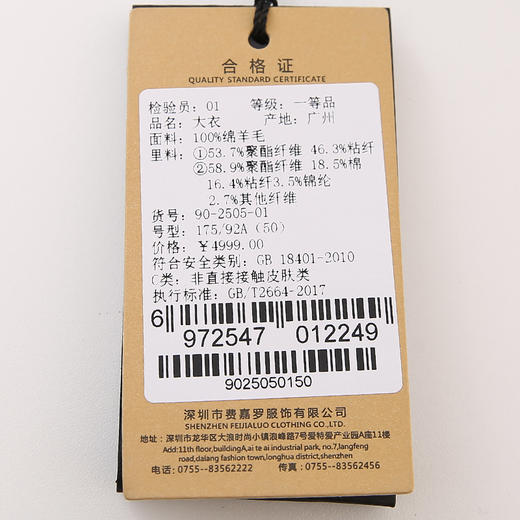 合格证
QUALITY STANDARD CERTIFICATE
检验员：01 等级：一等品
品名：大衣 产地：广州
面料：100%绵羊毛
里料：①53.7%聚酯纤维 46.3%粘纤
②58.9%聚酯纤维 18.5%棉
16.4%粘纤3.5%锦纶
2.7%其他纤维
货号：90-2505-01
号型：175/92A（50）
价格：￥4999.00
符合安全类别：GB 18401-2010
C类：非直接接触皮肤类
执行标准：GB/T2664-2017
6 972547 012249
9025050150
深圳市费嘉罗服饰有限公司
SHENZHEN FEIJIALUO CLOTHING CO.,LTD.
地址：深圳市龙华区大浪时尚小镇浪峰路7号爱特爱产业园A座11楼
Add:11th floor,buildingA,ai te ai industrial park, no.7,langfeng
road,dalang fashion town,longhua district,shenzhen
电话：0755--83562222 传真：0755--83562456